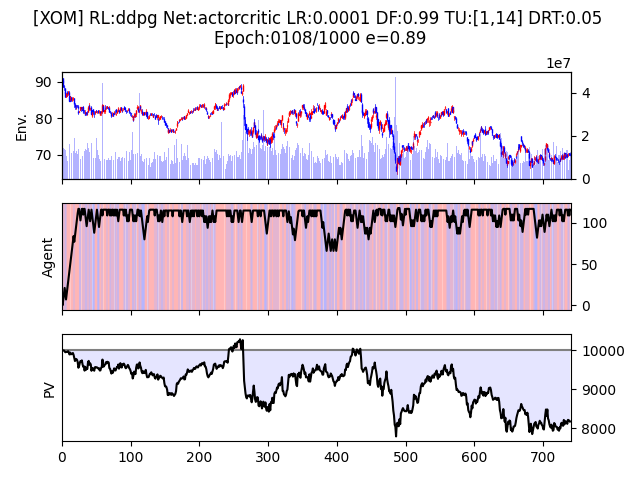 [XOM] RL:ddpg Net:actorcritic LR:0.0001 DF:0.99 TU:[1,14] DRT:0.05
Epoch:0108/1000 e=0.89
1e7
90
80
70
Env.
4
2
0
Agent
100
50
0
PV
10000
9000
8000
0 100 200 300 400 500 600 700